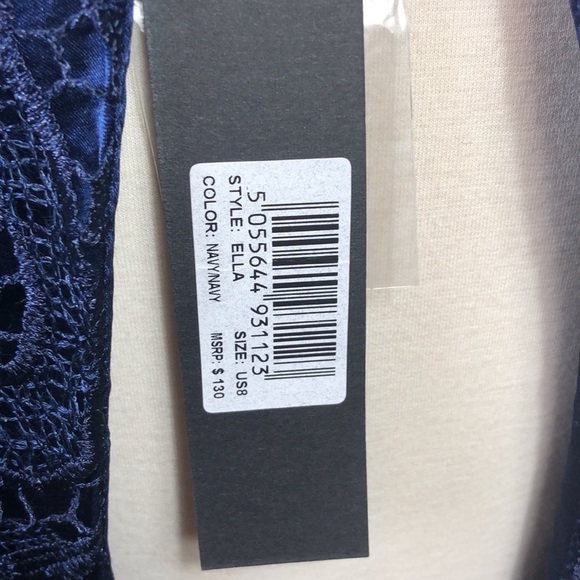 5 055644 931123
STYLE: ELLA SIZE: US8
COLOR: NAVY/NAVY MSRP: $ 130